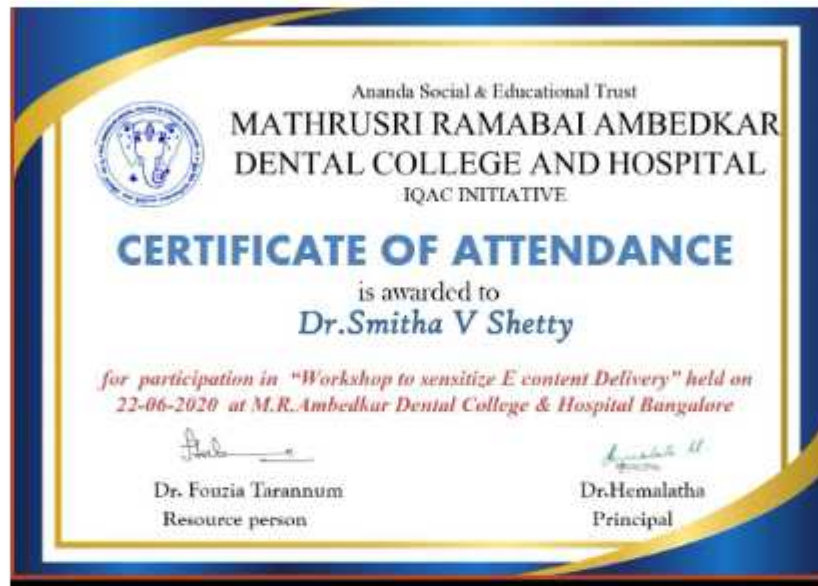 Ananda Social & Educational Trust
MATHRUSRI RAMABAI AMBEDKAR
DENTAL COLLEGE AND HOSPITAL
IQAC INITIATIVE
CERTIFICATE OF ATTENDANCE
is awarded to
Dr.Smitha V Shetty
for participation in “Workshop to sensitize E content Delivery” held on
22-06-2020 at M.R.Ambedkar Dental College & Hospital Bangalore
Dr. Fouzia Tarannum
Dr.Hemalatha
Resource person
Principal